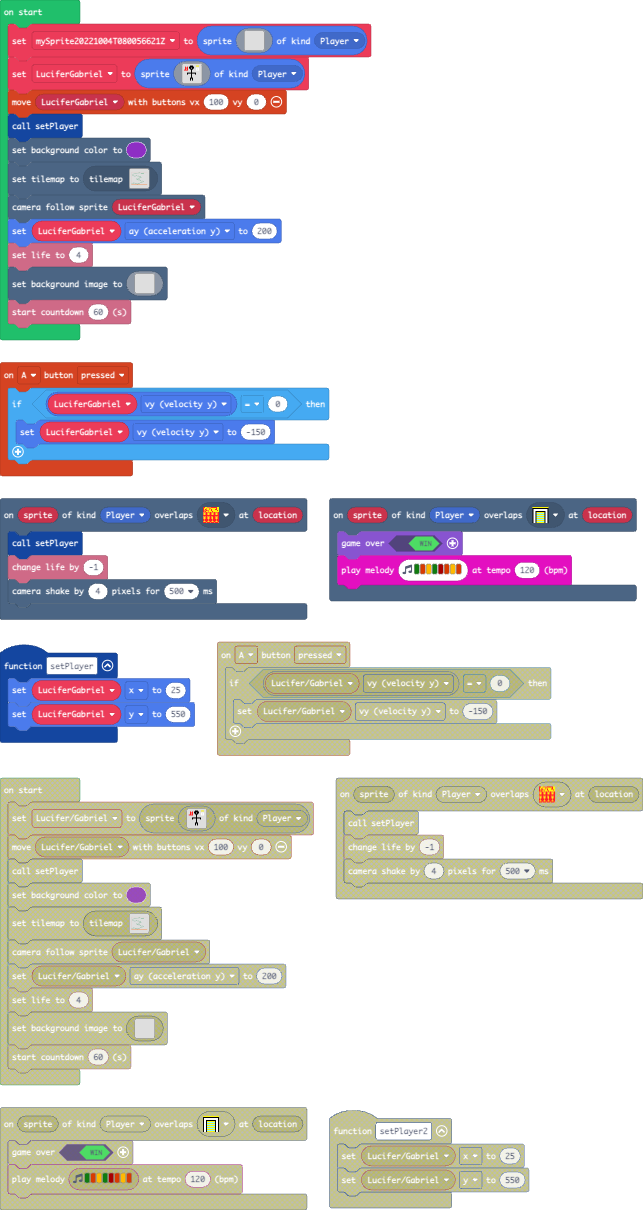 on start
set mySprite20221004T080056621Z to sprite of kind Player
set LuciferGabriel to sprite of kind Player
move LuciferGabriel with buttons vx 100 vy 0
call setPlayer
set background color to
set tilemap to tilemap
camera follow sprite LuciferGabriel
set LuciferGabriel ay (acceleration y) to 200
set life to 4
set background image to
start countdown 60 (s)
on A button pressed
if LuciferGabriel vy (velocity y) = 0 then
set LuciferGabriel vy (velocity y) to -150
on sprite of kind Player overlaps at location
call setPlayer
change life by -1
camera shake by 4 pixels for 500 ms
on sprite of kind Player overlaps at location
game over WIN
play melody at tempo 120 (bpm)
function setPlayer
set LuciferGabriel x to 25
set LuciferGabriel y to 550
on A button pressed
if Lucifer/Gabriel vy (velocity y) = 0 then
set Lucifer/Gabriel vy (velocity y) to -150
on start
set Lucifer/Gabriel to sprite of kind Player
move Lucifer/Gabriel with buttons vx 100 vy 0
call setPlayer
set background color to
set tilemap to tilemap
camera follow sprite Lucifer/Gabriel
set Lucifer/Gabriel ay (acceleration y) to 200
set life to 4
set background image to
start countdown 60 (s)
on sprite of kind Player overlaps at location
call setPlayer
change life by -1
camera shake by 4 pixels for 500 ms
on sprite of kind Player overlaps at location
game over WIN
play melody at tempo 120 (bpm)
function setPlayer2
set Lucifer/Gabriel x to 25
set Lucifer/Gabriel y to 550